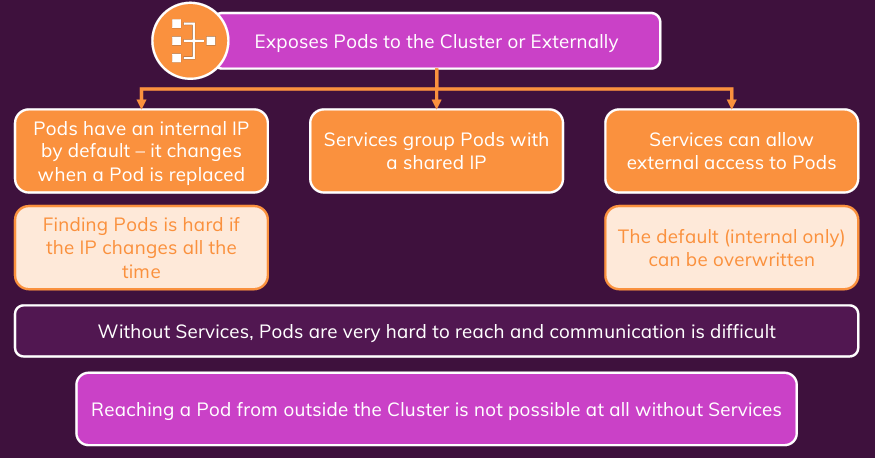 Exposes Pods to the Cluster or Externally
Pods have an internal IP
by default – it changes
when a Pod is replaced
Services group Pods with
a shared IP
Services can allow
external access to Pods
Finding Pods is hard if
the IP changes all the
time
The default (internal only)
can be overwritten
Without Services, Pods are very hard to reach and communication is difficult
Reaching a Pod from outside the Cluster is not possible at all without Services